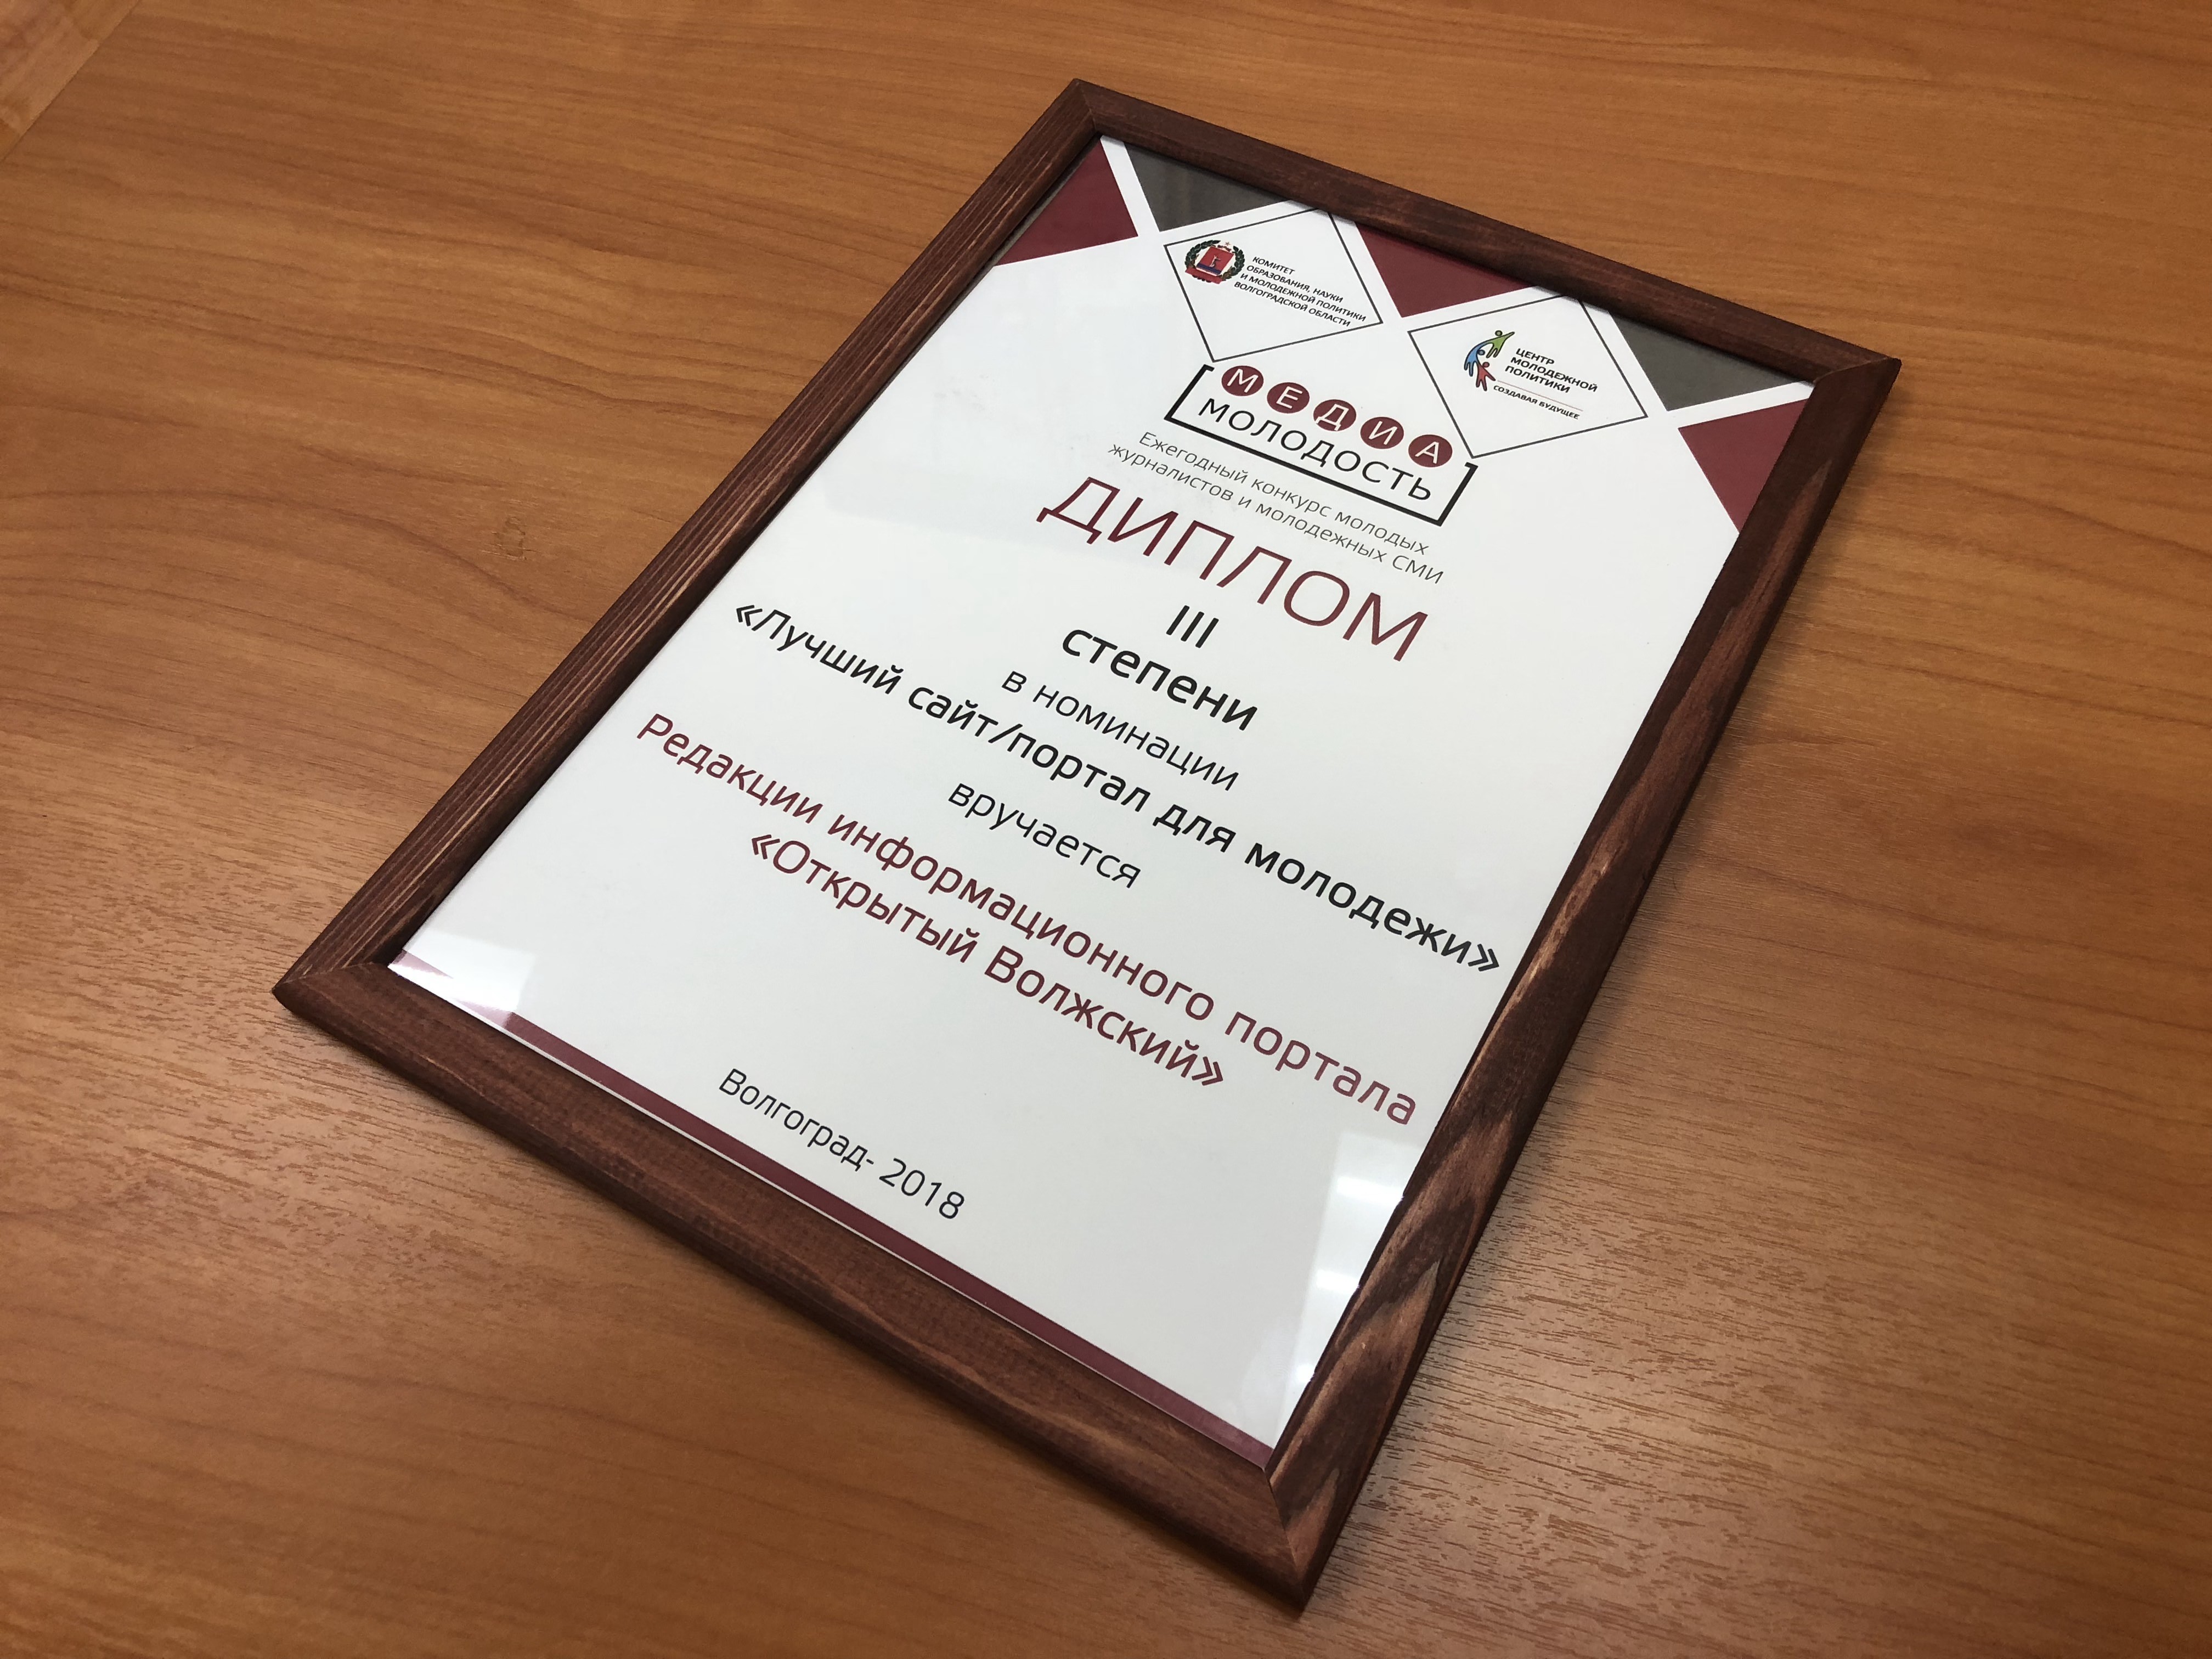 КОМИТЕТ
ОБРАЗОВАНИЯ, НАУКИ
И МОЛОДЕЖНОЙ ПОЛИТИКИ
ВОЛГОГРАДСКОЙ ОБЛАСТИ
ЦЕНТР
МОЛОДЕЖНОЙ
ПОЛИТИКИ
СОЗДАВАЯ БУДУЩЕЕ
МЕДИА
МОЛОДОСТЬ
Ежегодный конкурс молодых
журналистов и молодежных СМИ
ДИПЛОМ
III
степени
в номинации
«Лучший сайт/портал для молодежи»
вручается
Редакции информационного портала
«Открытый Волжский»
Волгоград- 2018